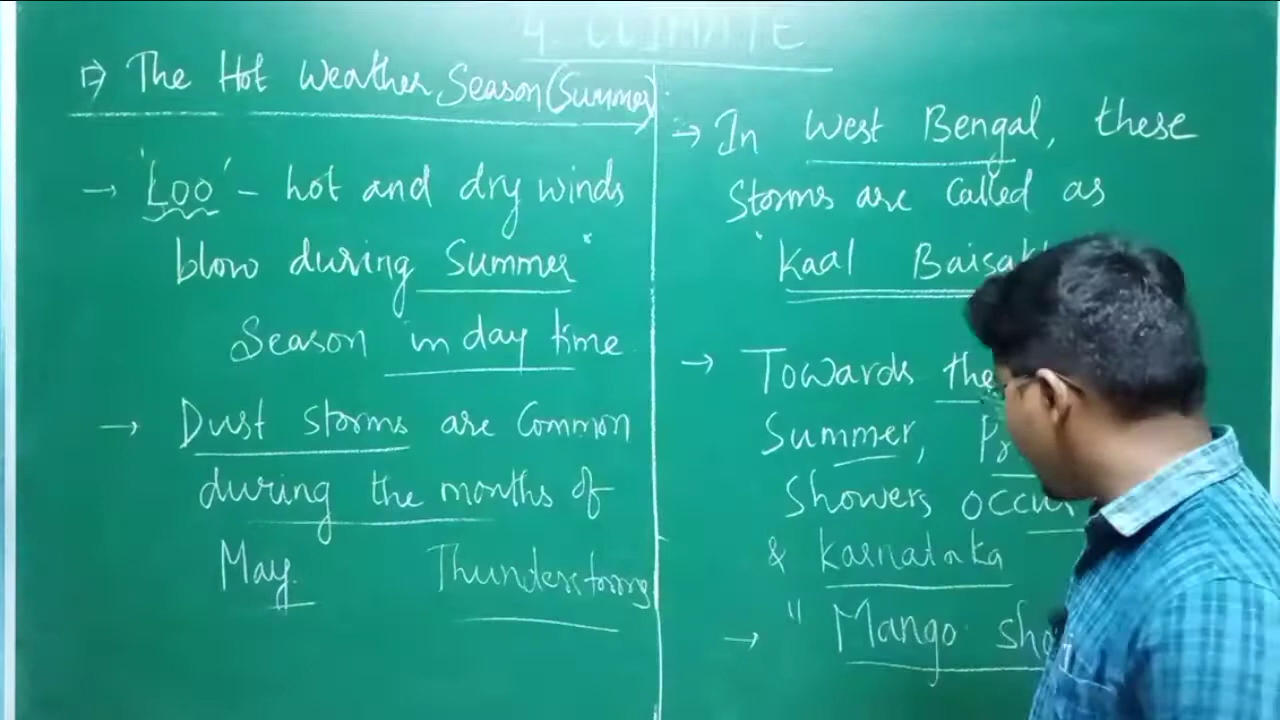 4. CLIMATE
⇒ The Hot Weather Season (Summer)
→ 'Loo' - hot and dry winds
blow during Summer
Season in day time
→ Dust storms are Common
during the months of
May. Thunderstorms
→ In West Bengal, these
Storms are called as
"Kaal
→ Towards the
Summer,
Showers occur
& Karnataka
→ " Mango